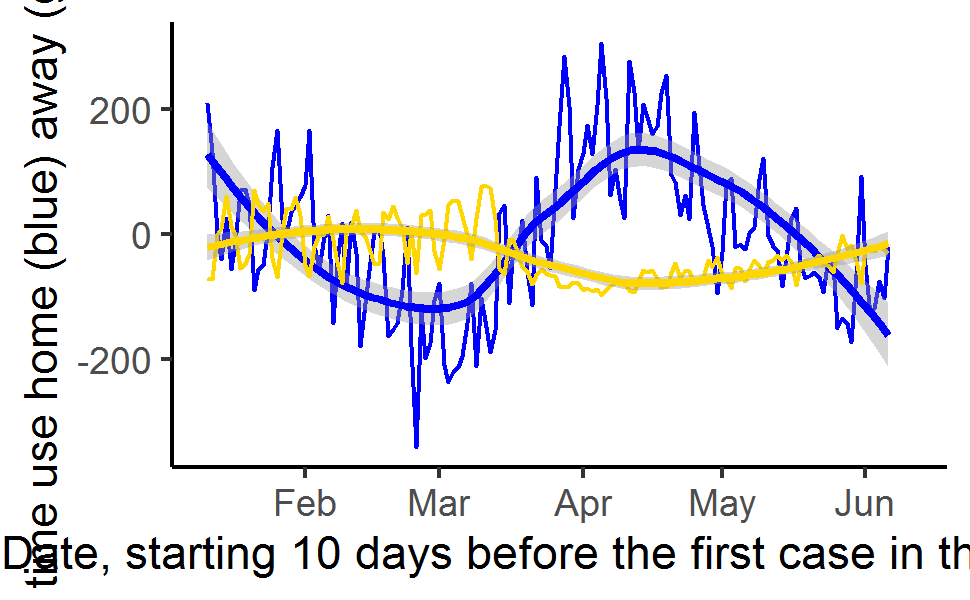 time use home (blue) away (
200
0
-200
Feb Mar Apr May Jun
Date, starting 10 days before the first case in th